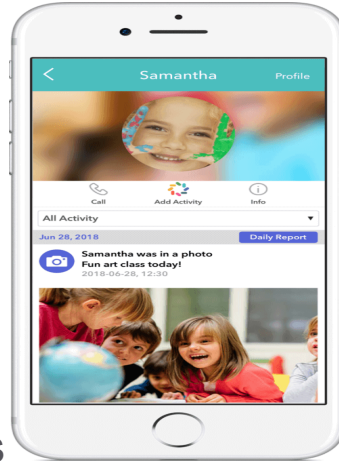 Samantha
Profile
Call
Add Activity
Info
All Activity
Jun 28, 2018
Daily Report
Samantha was in a photo
Fun art class today!
2018-06-28, 12:30
s